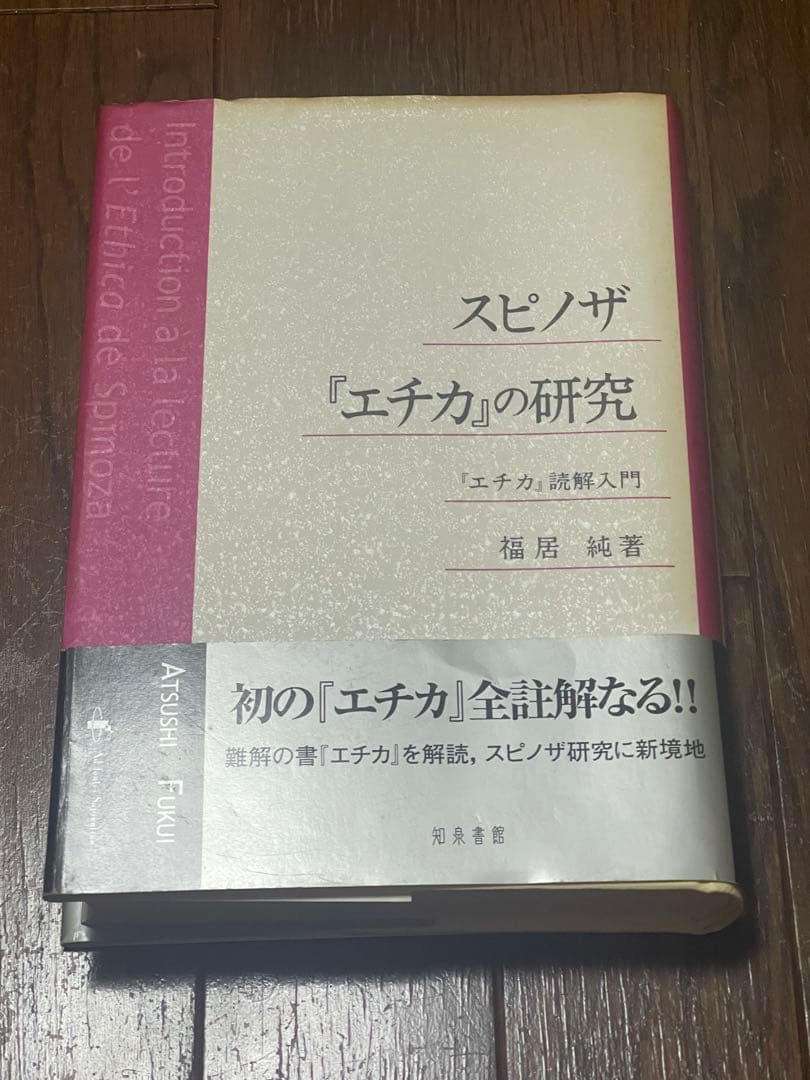 Introduction à la lecture
de l'Ethica de Spinoza
スピノザ
『エチカ』の研究
『エチカ』読解入門
福居 純著
初の『エチカ』全註解なる!!
難解の書『エチカ』を解読，スピノザ研究に新境地
知泉書館
ATSUSHI FUKUI